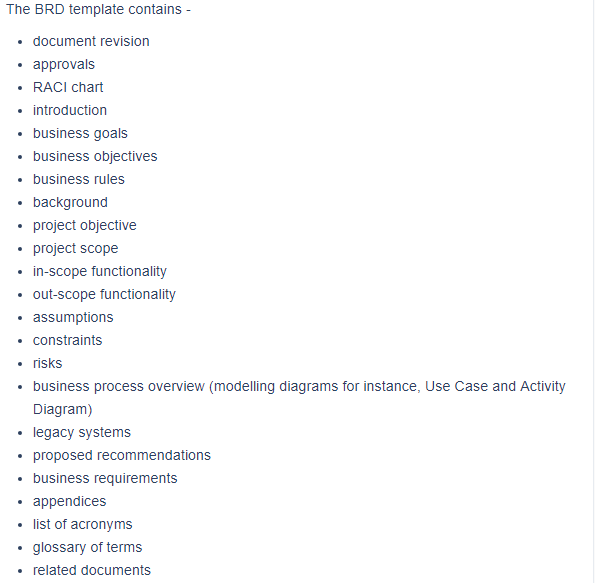 The BRD template contains -
• document revision
• approvals
• RACI chart
• introduction
• business goals
• business objectives
• business rules
• background
• project objective
• project scope
• in-scope functionality
• out-scope functionality
• assumptions
• constraints
• risks
• business process overview (modelling diagrams for instance, Use Case and Activity
Diagram)
• legacy systems
• proposed recommendations
• business requirements
• appendices
• list of acronyms
• glossary of terms
• related documents